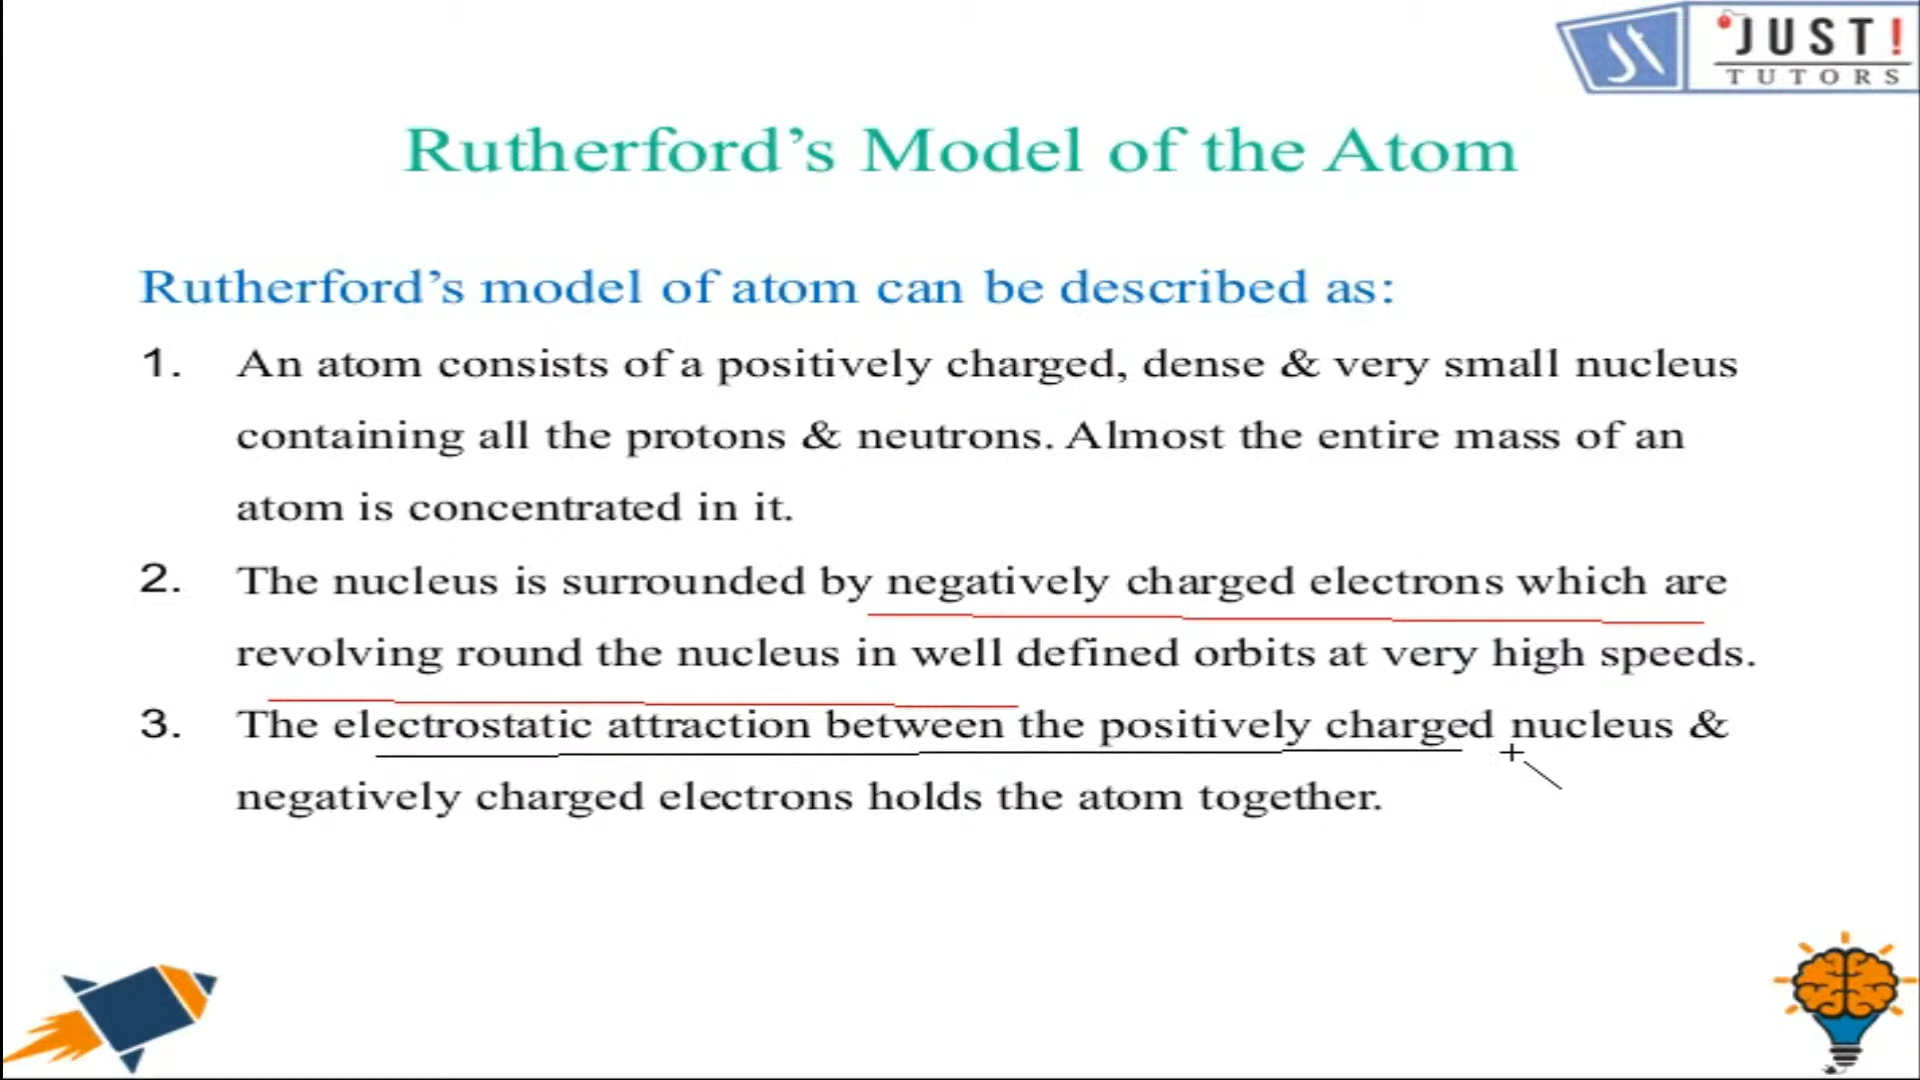 JUST!
TUTORS
Rutherford’s Model of the Atom
Rutherford’s model of atom can be described as:
1. An atom consists of a positively charged, dense & very small nucleus
containing all the protons & neutrons. Almost the entire mass of an
atom is concentrated in it.
2. The nucleus is surrounded by negatively charged electrons which are
revolving round the nucleus in well defined orbits at very high speeds.
3. The electrostatic attraction between the positively charged nucleus &
negatively charged electrons holds the atom together.